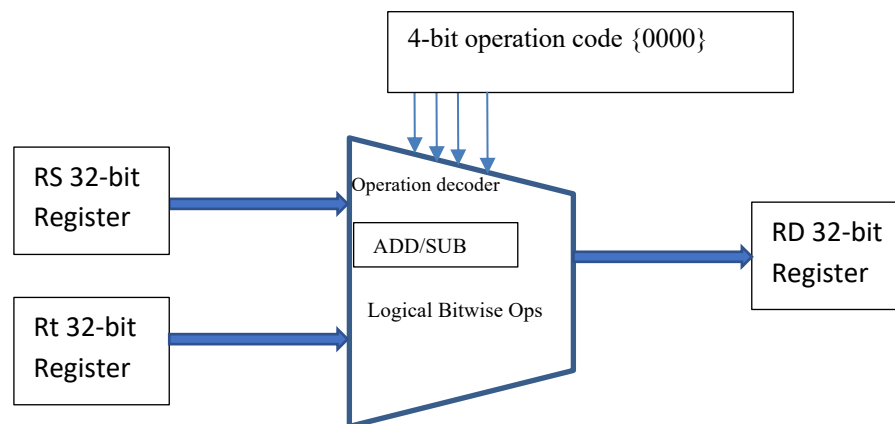 4-bit operation code {0000}
RS 32-bit
Register
Operation decoder
ADD/SUB
RD 32-bit
Register
Logical Bitwise Ops
Rt 32-bit
Register